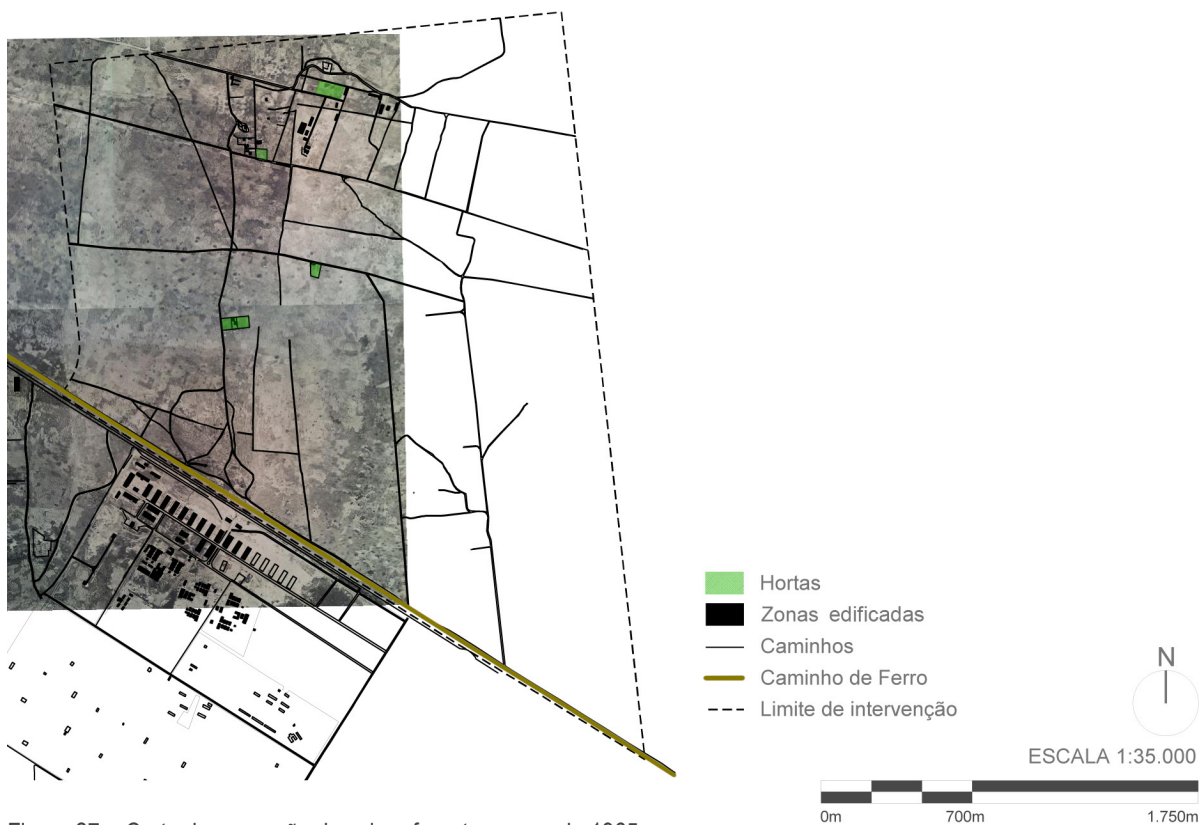 Hortas
Zonas edificadas
Caminhos
Caminho de Ferro
Limite de intervenção
N
ESCALA 1:35.000
0m 700m 1.750m